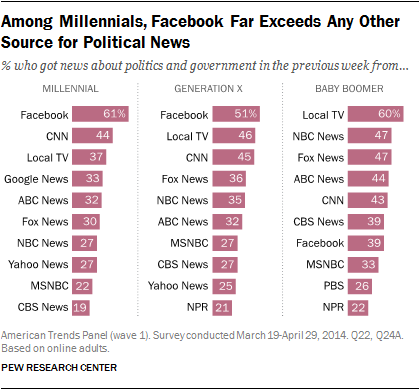 Among Millennials, Facebook Far Exceeds Any Other
Source for Political News
% who got news about politics and government in the previous week from...
MILLENNIAL
Facebook 61%
CNN 44
Local TV 37
Google News 33
ABC News 32
Fox News 30
NBC News 27
Yahoo News 27
MSNBC 22
CBS News 19
GENERATION X
Facebook 51%
Local TV 46
CNN 45
Fox News 36
NBC News 35
ABC News 32
MSNBC 27
CBS News 27
Yahoo News 25
NPR 21
BABY BOOMER
Local TV 60%
NBC News 47
Fox News 47
ABC News 44
CNN 43
CBS News 39
Facebook 39
MSNBC 33
PBS 26
NPR 22
American Trends Panel (wave 1). Survey conducted March 19-April 29, 2014. Q22, Q24A.
Based on online adults.
PEW RESEARCH CENTER